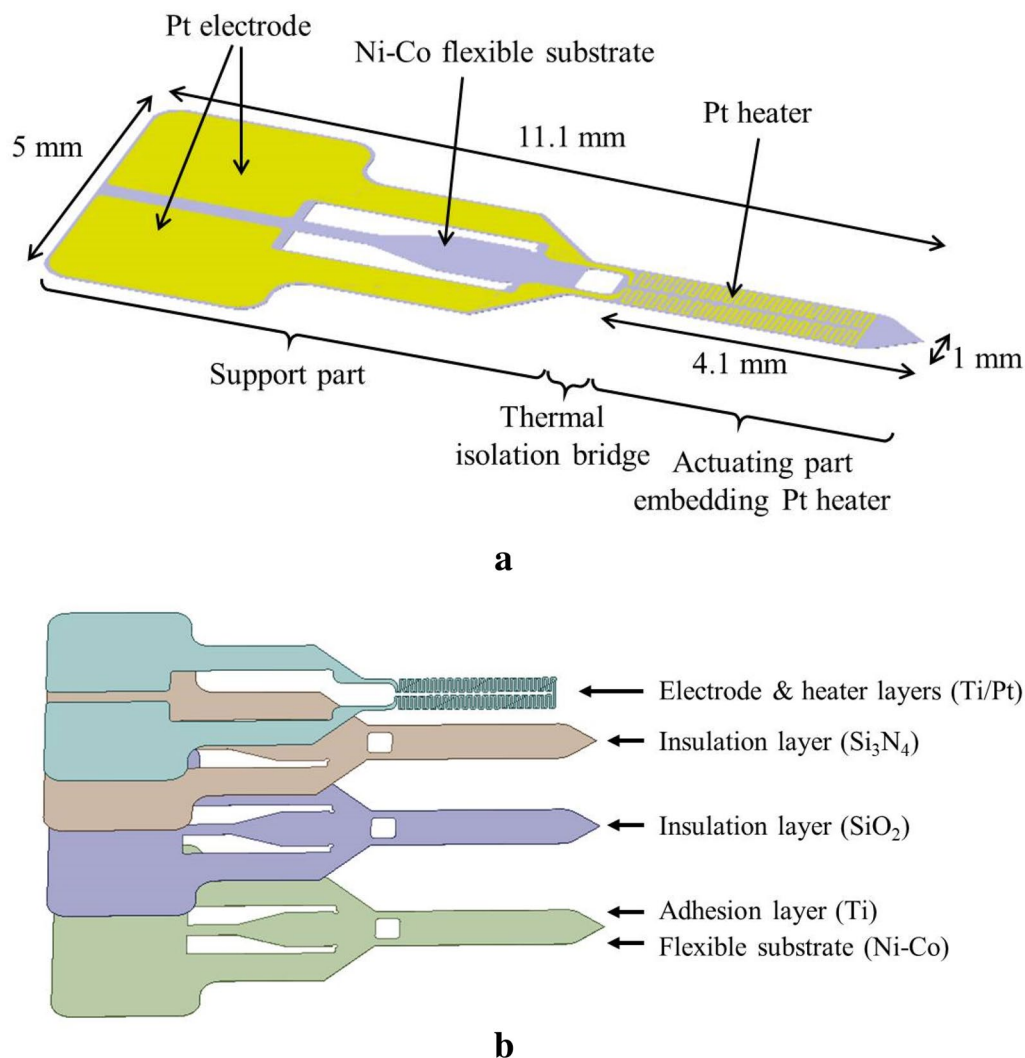 a
Pt electrode
Ni-Co flexible substrate
Pt heater
11.1 mm
5 mm
4.1 mm
1 mm
Support part
Thermal
isolation bridge
Actuating part
embedding Pt heater
a
b
Electrode & heater layers (Ti/Pt)
Insulation layer (Si₃N₄)
Insulation layer (SiO₂)
Adhesion layer (Ti)
Flexible substrate (Ni-Co)
b